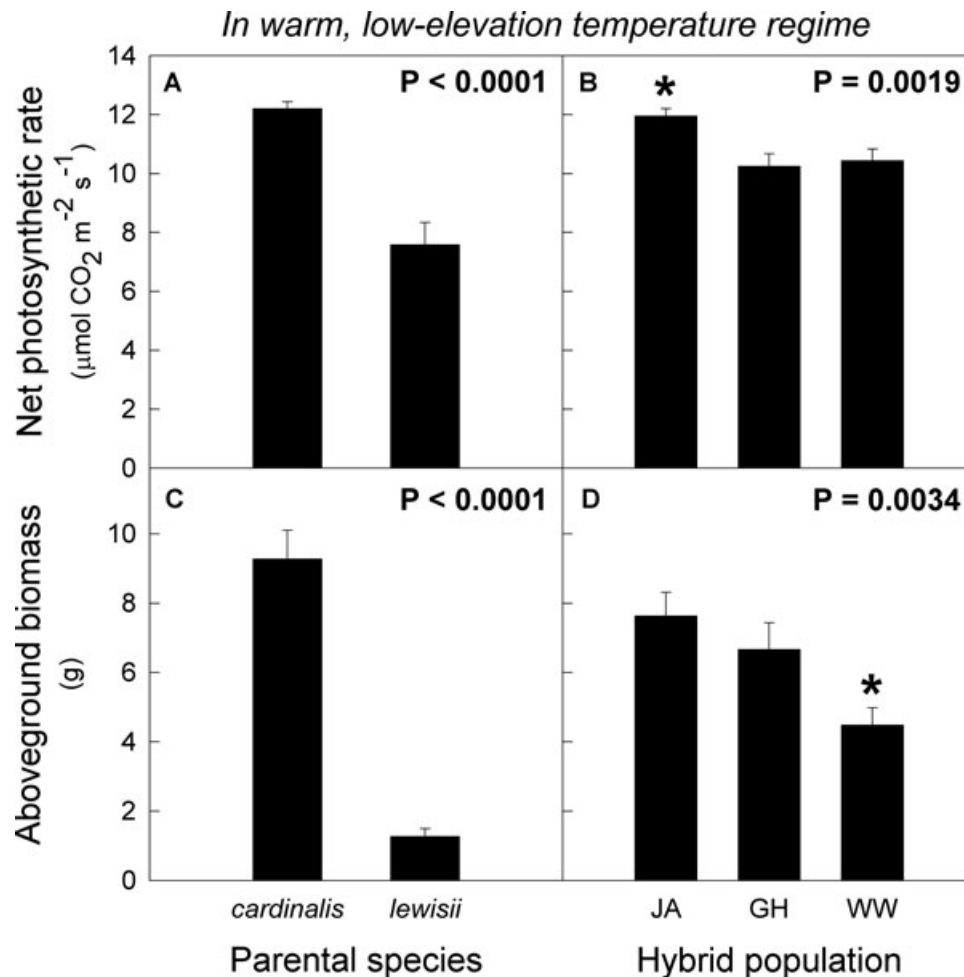 In warm, low-elevation temperature regime
Net photosynthetic rate
(μmol CO2 m-2 s-1)
14
12
10
8
6
4
2
0
A
P < 0.0001
B
*
P = 0.0019
Aboveground biomass
(g)
10
8
6
4
2
0
C
P < 0.0001
D
P = 0.0034
*
cardinalis lewisii
JA GH WW
Parental species
Hybrid population